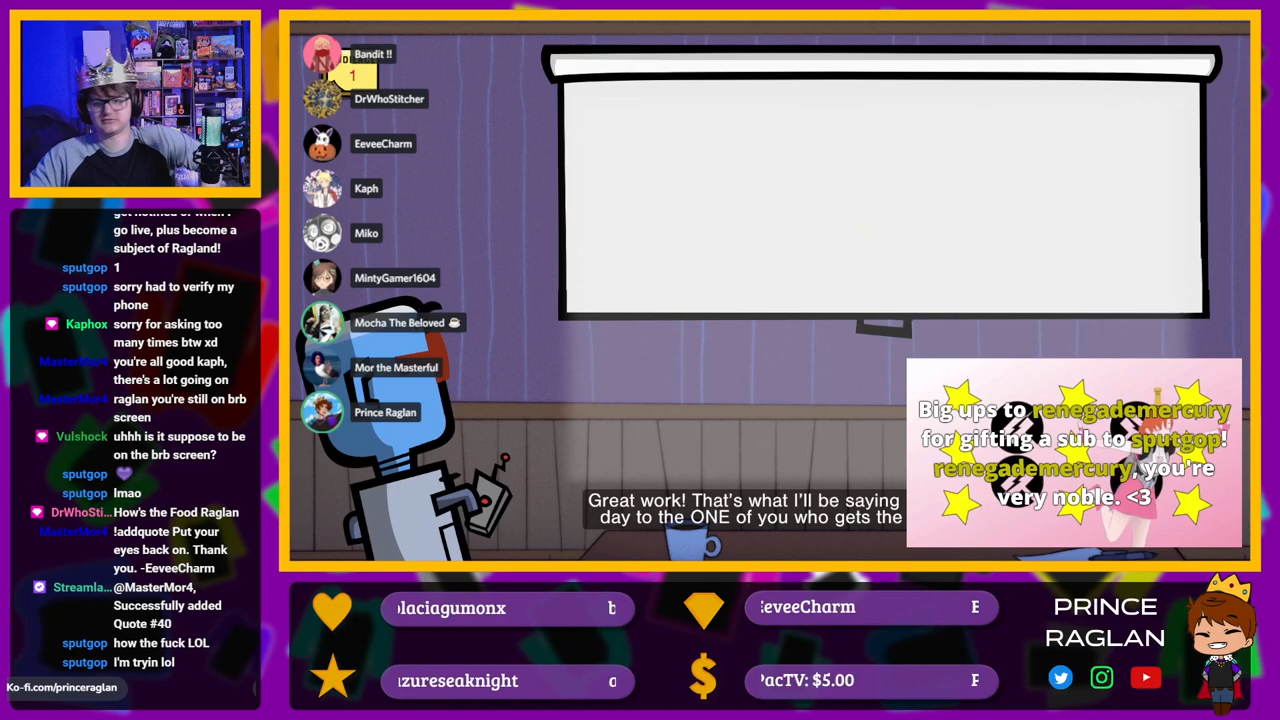 Bandit !!
1
DrWhoStitcher
EeveeCharm
Kaph
Miko
MintyGamer1604
Mocha The Beloved ☕
Mor the Masterful
Prince Raglan
go live, plus become a
subject of Ragland!
sputgop 1
sputgop sorry had to verify my
phone
Kaphox sorry for asking too
many times btw xd
MasterMor4 you're all good kaph,
there's a lot going on
MasterMor4 raglan you're still on brb
screen
Vulshock uhhh is it suppose to be
on the brb screen?
sputgop 💜
sputgop lmao
DrWhoSti... How's the Food Raglan
MasterMor4 !addquote Put your
eyes back on. Thank
you. -EeveeCharm
Streamla... @MasterMor4,
Successfully added
Quote #40
sputgop how the fuck LOL
sputgop I'm tryin lol
Ko-fi.com/princeraglan
Great work! That's what I'll be saying
day to the ONE of you who gets the
Big ups to renegademercury
for gifting a sub to sputgop!
renegademercury, you're
very noble. <3
placiagumonx b
EeveeCharm E
azureseaknight a
PacTV: $5.00 F
PRINCE
RAGLAN